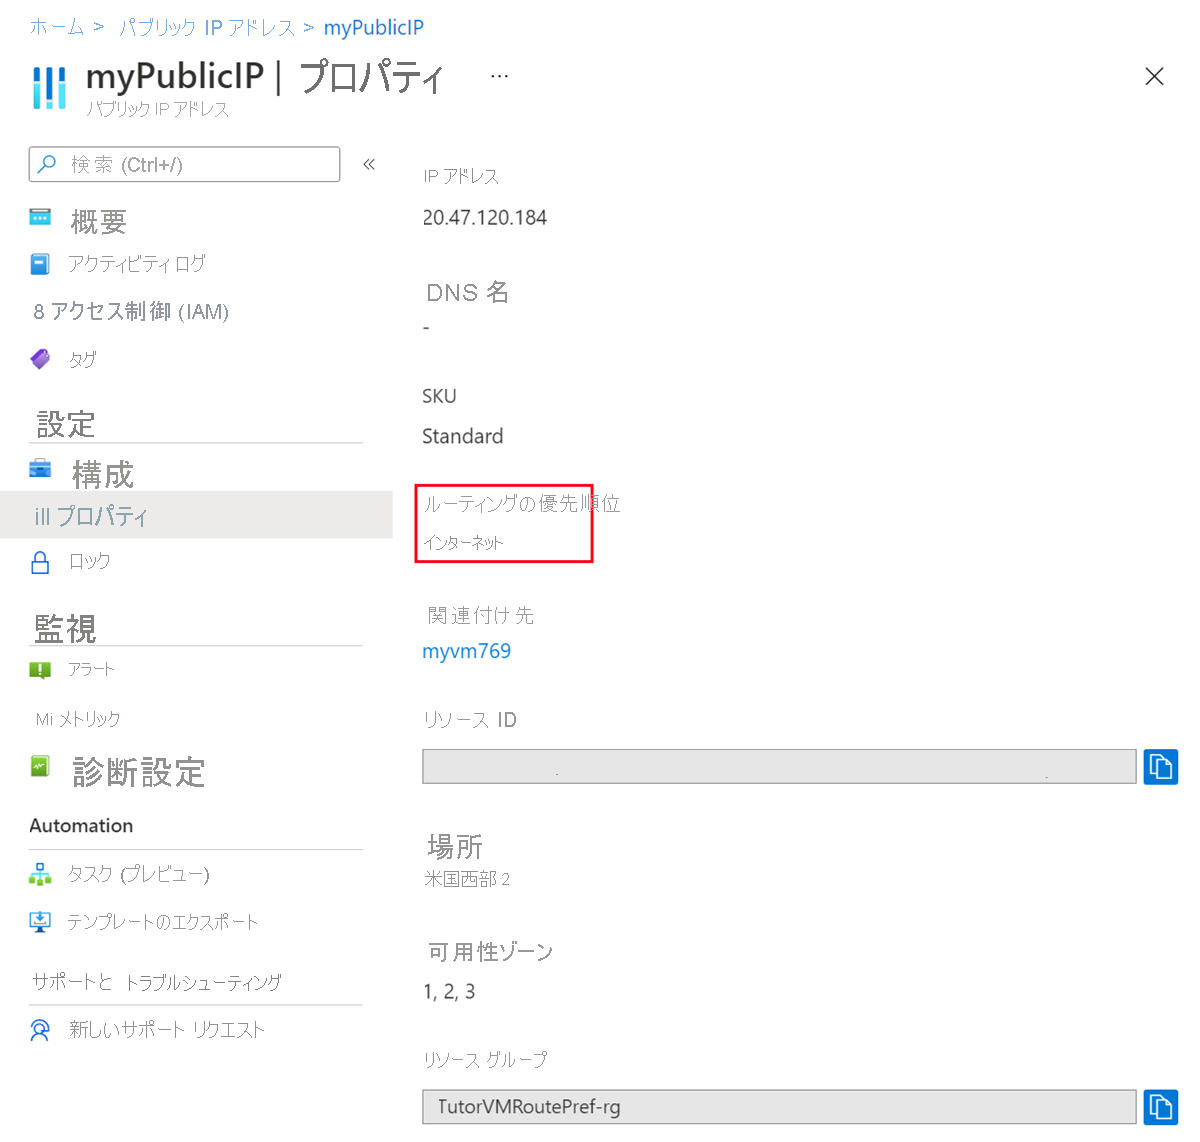 ホーム > パブリック IP アドレス > myPublicIP
myPublicIP | プロパティ ...
パブリック IP アドレス
検索 (Ctrl+/)
概要
アクティビティ ログ
8 アクセス制御 (IAM)
タグ
設定
構成
ill プロパティ
ロック
監視
アラート
Mi メトリック
診断設定
Automation
タスク (プレビュー)
テンプレートのエクスポート
サポートと トラブルシューティング
新しいサポート リクエスト
IP アドレス
20.47.120.184
DNS 名
-
SKU
Standard
ルーティングの優先順位
インターネット
関連付け先
myvm769
リソース ID
場所
米国西部 2
可用性ゾーン
1, 2, 3
リソース グループ
TutorVMRoutePref-rg